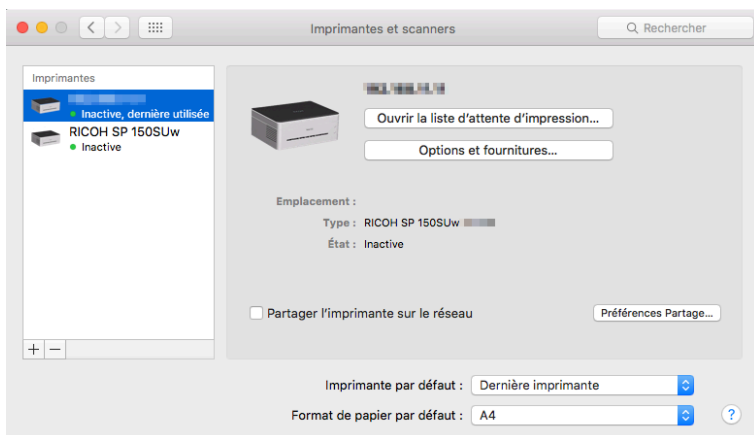 Imprimantes et scanners
Rechercher
Imprimantes
Inactive, dernière utilisée
RICOH SP 150SUw
Inactive
Ouvrir la liste d'attente d'impression...
Options et fournitures...
Emplacement :
Type : RICOH SP 150SUw
État : Inactive
Partager l'imprimante sur le réseau
Préférences Partage...
+ −
Imprimante par défaut : Dernière imprimante
Format de papier par défaut : A4
?